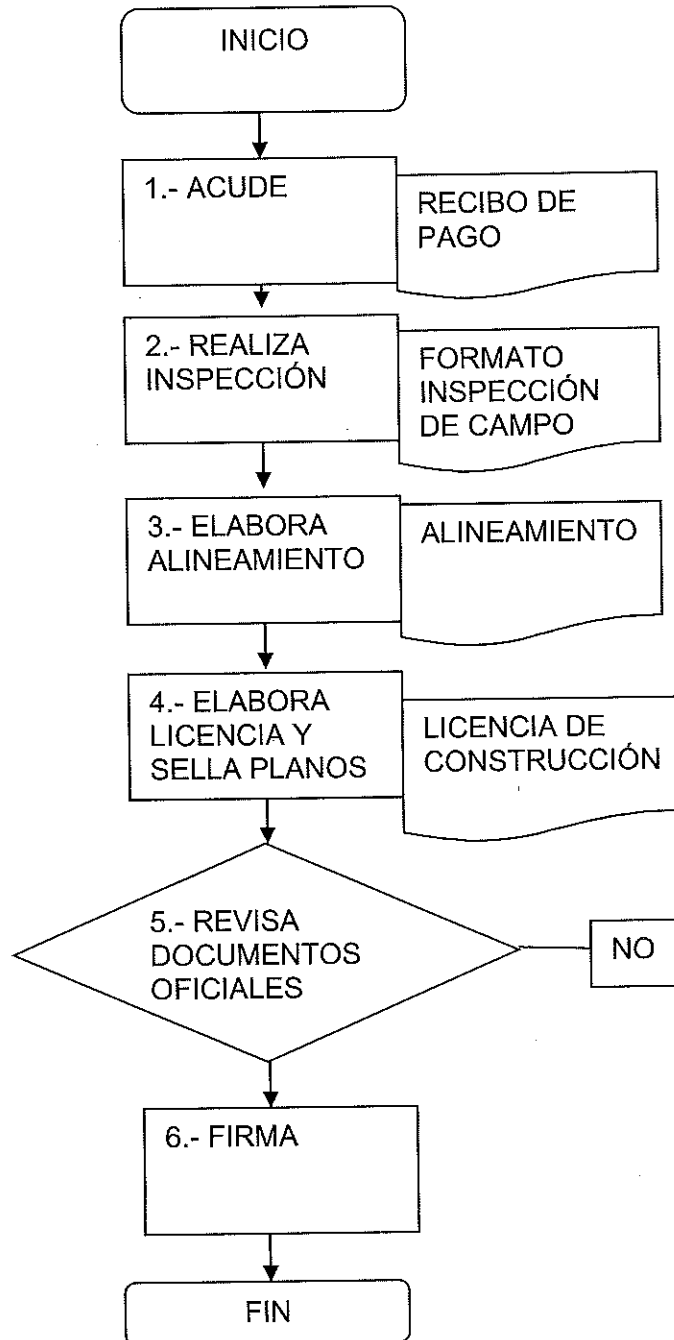 INICIO
1.- ACUDE
RECIBO DE
PAGO
2.- REALIZA
INSPECCIÓN
FORMATO
INSPECCIÓN
DE CAMPO
3.- ELABORA
ALINEAMIENTO
ALINEAMIENTO
4.- ELABORA
LICENCIA Y
SELLA PLANOS
LICENCIA DE
CONSTRUCCIÓN
5.- REVISA
DOCUMENTOS
OFICIALES
NO
6.- FIRMA
FIN